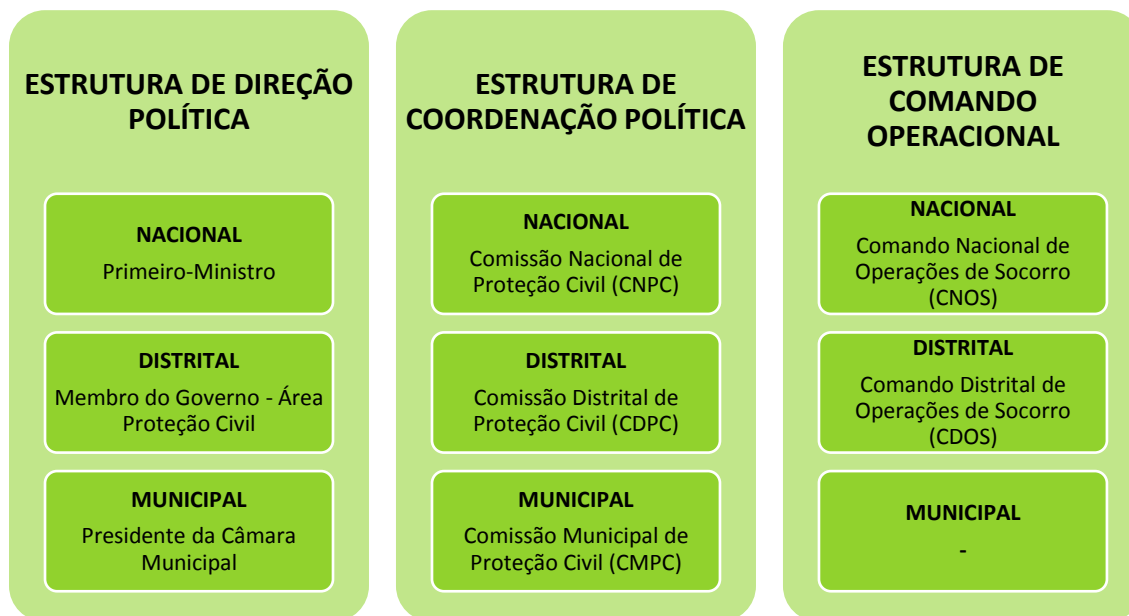 ESTRUTURA DE DIREÇÃO
POLÍTICA
NACIONAL
Primeiro-Ministro
DISTRITAL
Membro do Governo - Área
Proteção Civil
MUNICIPAL
Presidente da Câmara
Municipal
ESTRUTURA DE
COORDENAÇÃO POLÍTICA
NACIONAL
Comissão Nacional de
Proteção Civil (CNPC)
DISTRITAL
Comissão Distrital de
Proteção Civil (CDPC)
MUNICIPAL
Comissão Municipal de
Proteção Civil (CMPC)
ESTRUTURA DE
COMANDO
OPERACIONAL
NACIONAL
Comando Nacional de
Operações de Socorro
(CNOS)
DISTRITAL
Comando Distrital de
Operações de Socorro
(CDOS)
MUNICIPAL
-